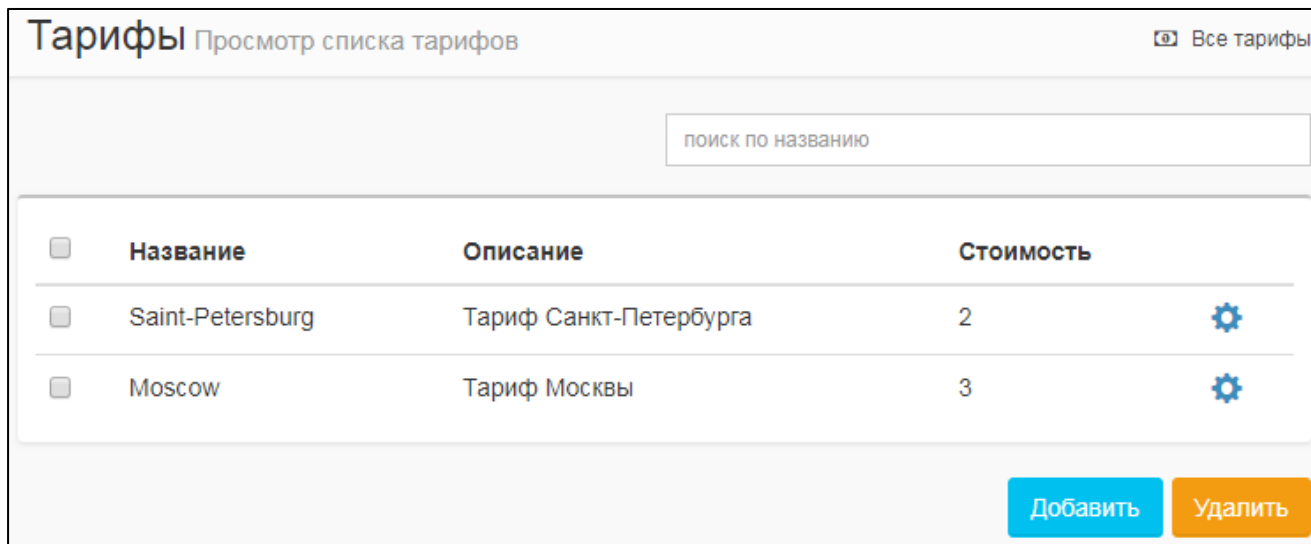 Тарифы Просмотр списка тарифов Все тарифы
поиск по названию
Название Описание Стоимость
Saint-Petersburg Тариф Санкт-Петербурга 2
Moscow Тариф Москвы 3
Добавить Удалить